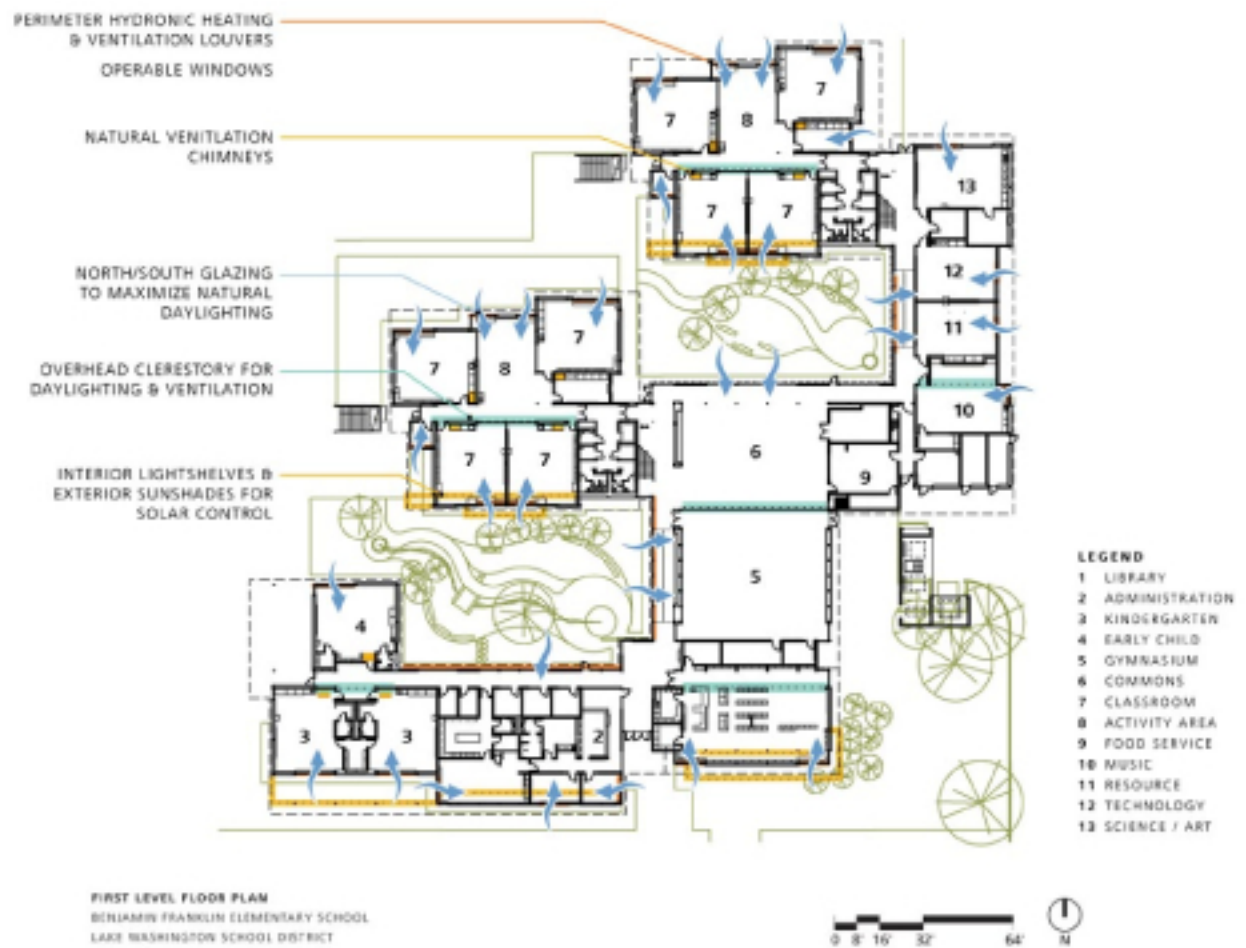 PERIMETER HYDRONIC HEATING
& VENTILATION LOUVERS
OPERABLE WINDOWS
NATURAL VENITLATION
CHIMNEYS
NORTH/SOUTH GLAZING
TO MAXIMIZE NATURAL
DAYLIGHTING
OVERHEAD CLERESTORY FOR
DAYLIGHTING & VENTILATION
INTERIOR LIGHTSHELVES &
EXTERIOR SUNSHADES FOR
SOLAR CONTROL
7
7
8
7
7
13
12
11
10
7
7
8
7
7
6
9
5
4
3
3
2
LEGEND
1 LIBRARY
2 ADMINISTRATION
3 KINDERGARTEN
4 EARLY CHILD
5 GYMNASIUM
6 COMMONS
7 CLASSROOM
8 ACTIVITY AREA
9 FOOD SERVICE
10 MUSIC
11 RESOURCE
12 TECHNOLOGY
13 SCIENCE / ART
FIRST LEVEL FLOOR PLAN
BENJAMIN FRANKLIN ELEMENTARY SCHOOL
LAKE WASHINGTON SCHOOL DISTRICT
0 8' 16' 32' 64'
N